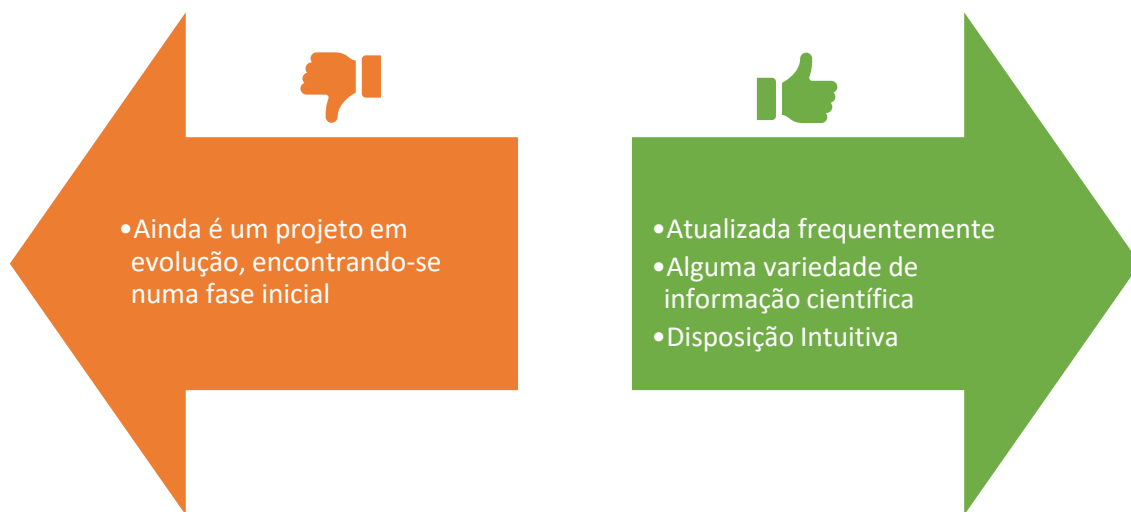 •Ainda é um projeto em
evolução, encontrando-se
numa fase inicial
•Atualizada frequentemente
•Alguma variedade de
informação científica
•Disposição Intuitiva